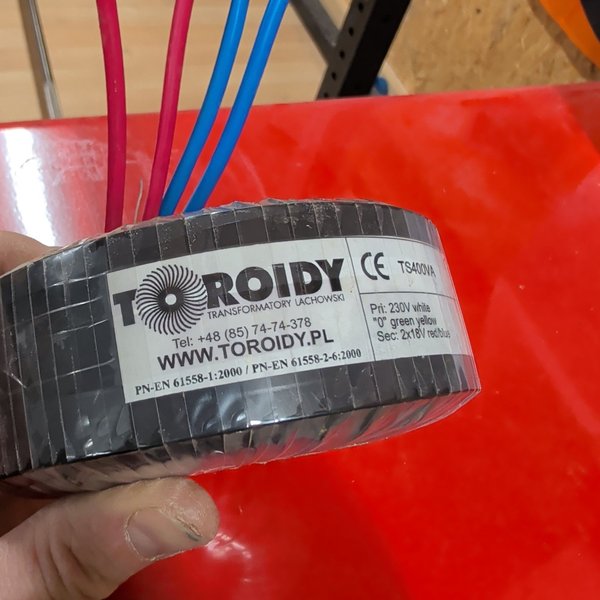 TOROIDY
TRANSFORMATORY LACHOWSKI
Tel: +48 (85) 74-74-378
WWW.TOROIDY.PL
PN-EN 61558-1:2000 / PN-EN 61558-2-6:2000
CE TS400VA
Pri: 230V white
"0" green yellow
Sec: 2x18V red/blue